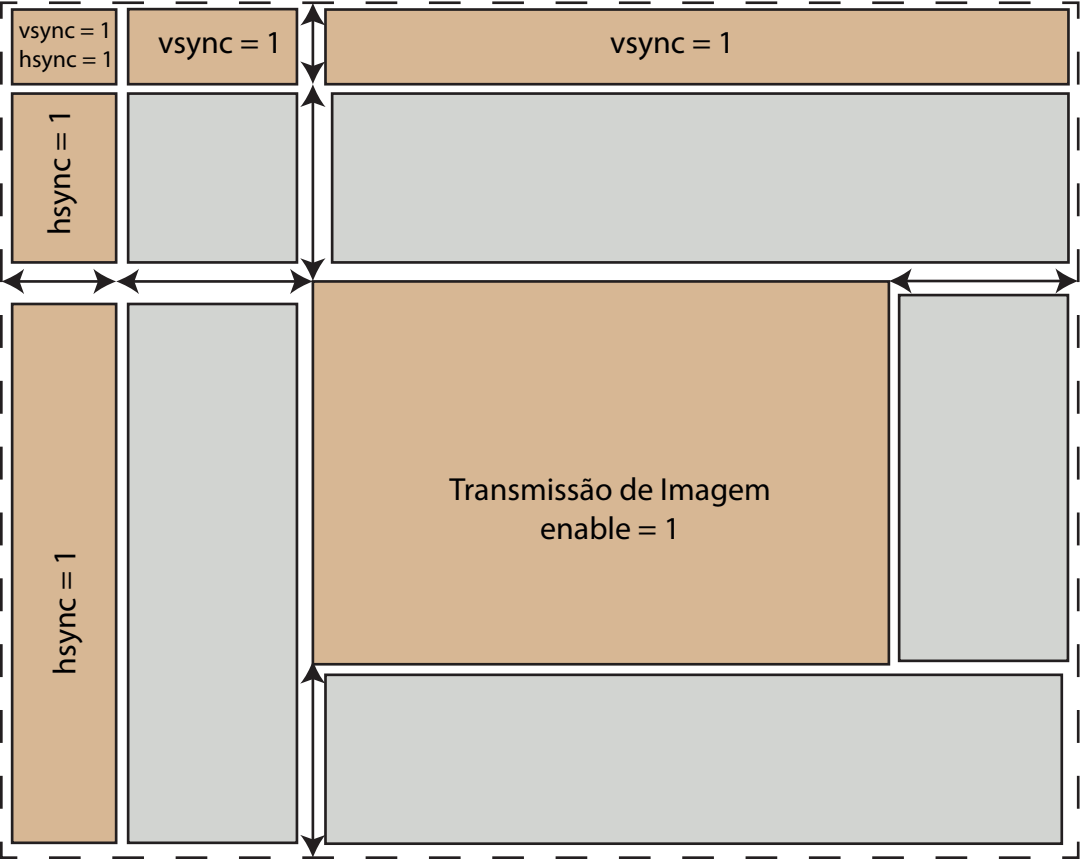 vsync = 1
hsync = 1
vsync = 1
vsync = 1
hsync = 1
Transmissão de Imagem
enable = 1
hsync = 1